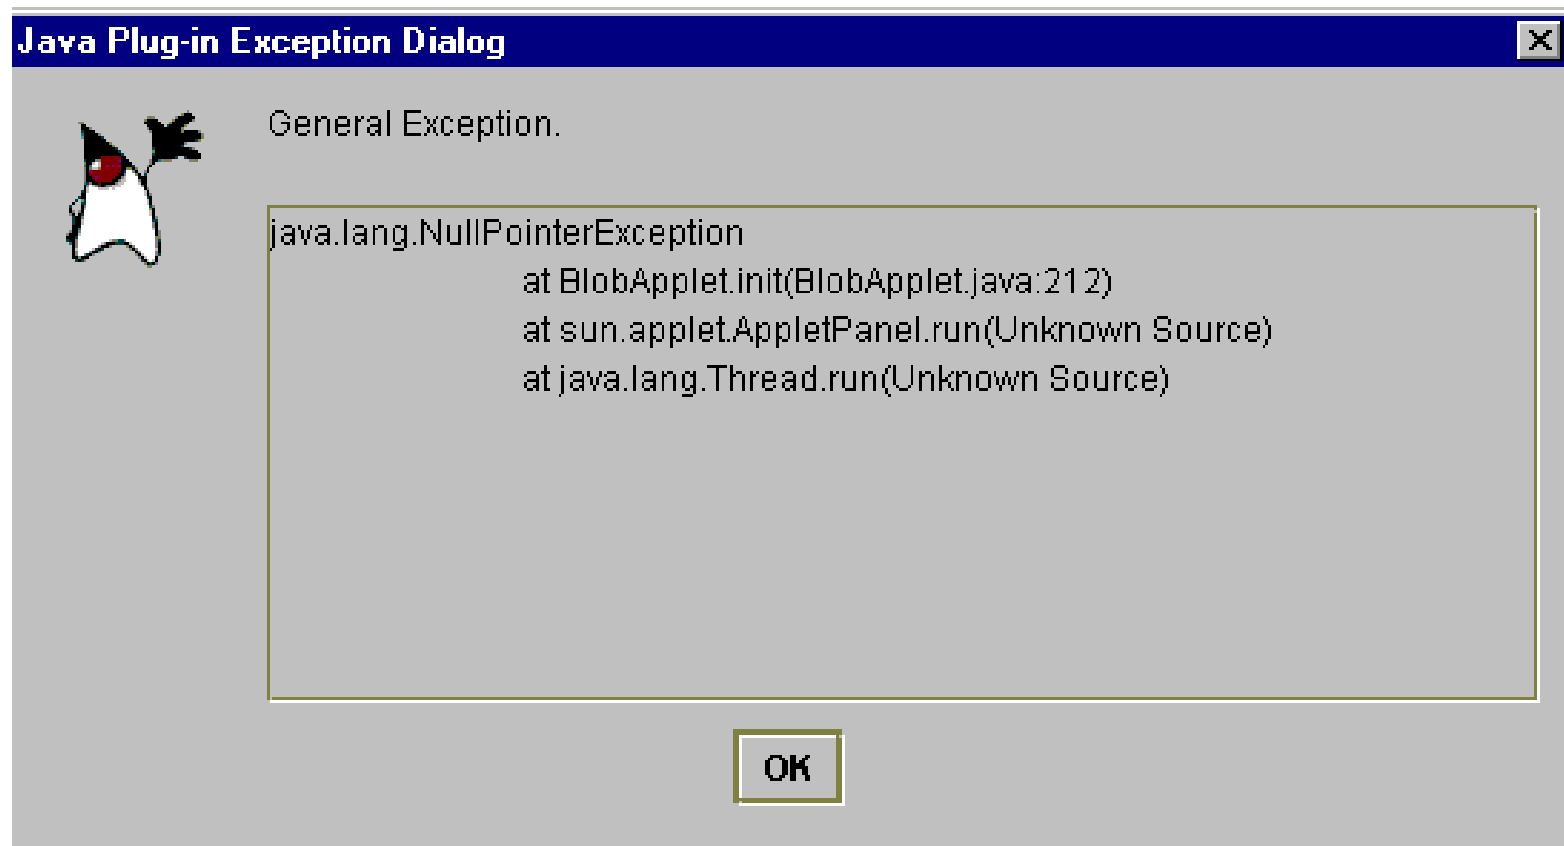 Java Plug-in Exception Dialog
General Exception.
java.lang.NullPointerException
at BlobApplet.init(BlobApplet.java:212)
at sun.applet.AppletPanel.run(Unknown Source)
at java.lang.Thread.run(Unknown Source)
OK